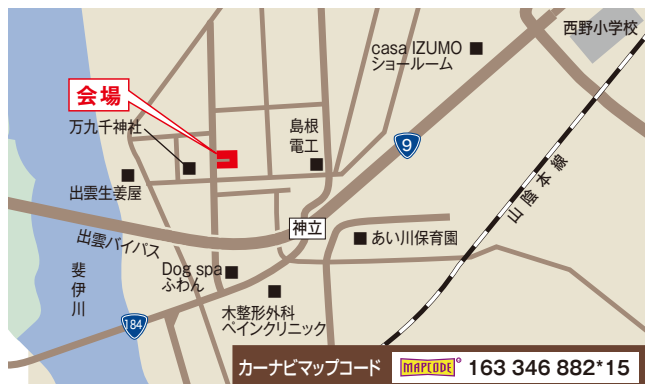 西野小学校
casa IZUMO
ショールーム
会場
万九千神社
島根
電工
9
出雲生姜屋
山陰本線
神立
出雲バイパス
あい川保育園
斐伊川
Dog spa
ふわん
184
木整形外科
ペインクリニック
カーナビマップコード MAPCODE® 163 346 882*15